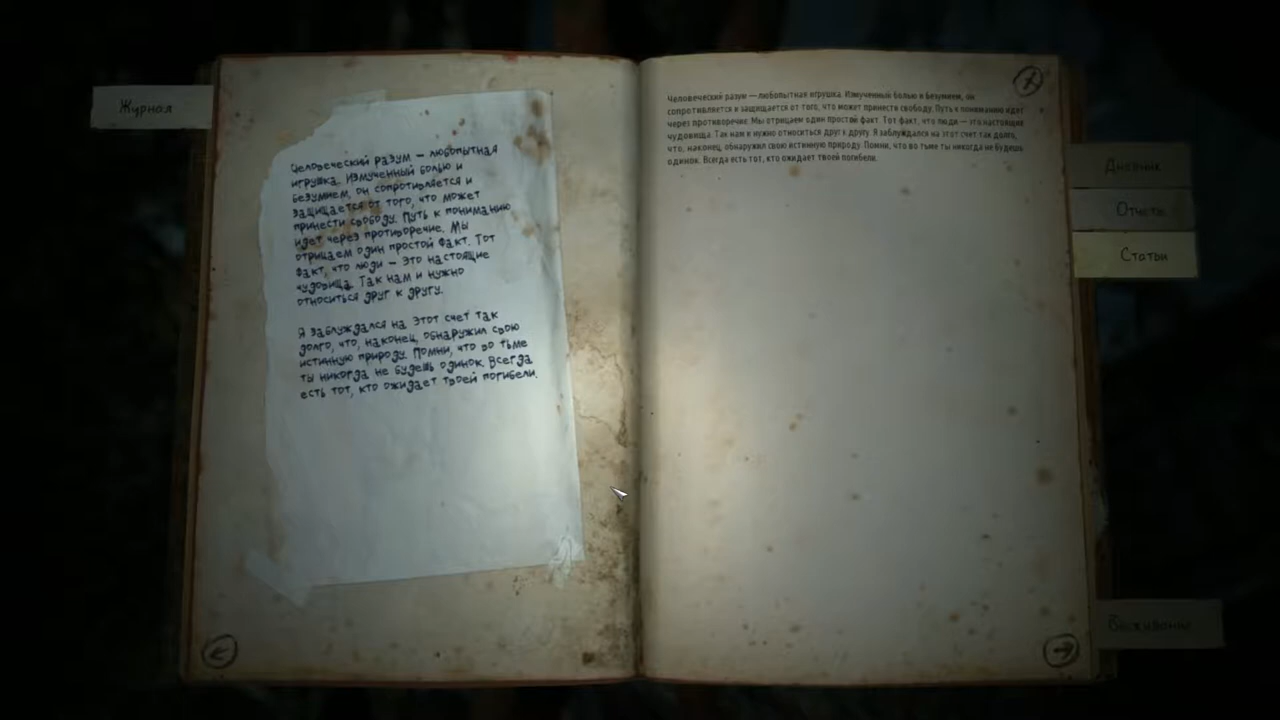 Журнал
Человеческий разум — любопытная
игрушка. Измученный болью и
безумием, он сопротивляется и
защищается от того, что может
принести свободу. Путь к пониманию
идет через противоречие. Мы
отрицаем один простой факт. Тот
факт, что люди — это настоящие
чудовища. Так нам и нужно
относиться друг к другу.
Я заблуждался на этот счет так
долго, что, наконец, обнаружил свою
истинную природу. Помни, что во тьме
ты никогда не будешь одинок. Всегда
есть тот, кто ожидает твоей погибели.
Человеческий разум — любопытная игрушка. Измученный болью и безумием, он
сопротивляется и защищается от того, что может принести свободу. Путь к пониманию идет
через противоречие. Мы отрицаем один простой факт. Тот факт, что люди — это настоящие
чудовища. Так нам и нужно относиться друг к другу. Я заблуждался на этот счет так долго,
что, наконец, обнаружил свою истинную природу. Помни, что во тьме ты никогда не будешь
одинок. Всегда есть тот, кто ожидает твоей погибели.
Дневник
Отчеты
Статьи